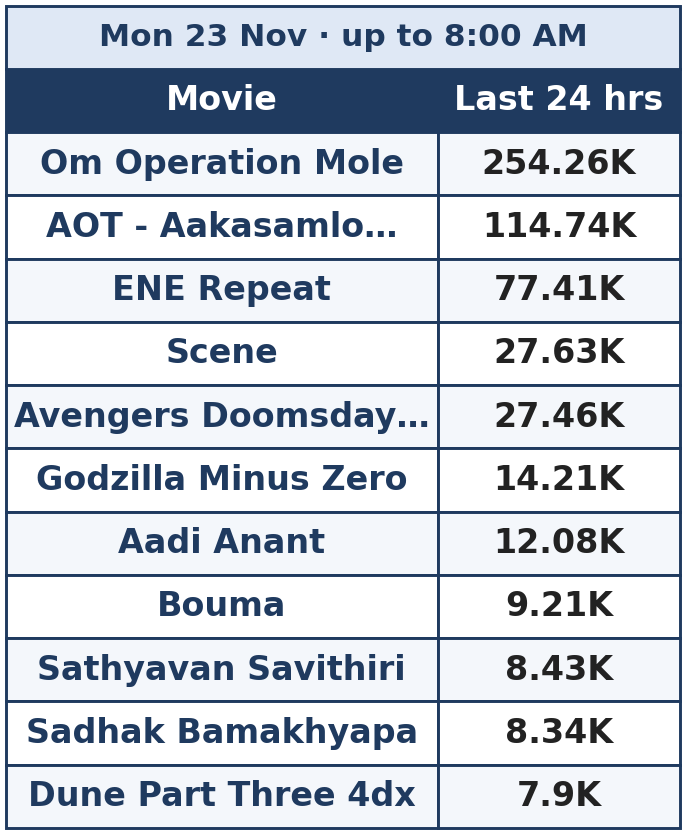 Mon 23 Nov · up to 8:00 AM
Movie Last 24 hrs
Om Operation Mole 254.26K
AOT - Aakasamlo... 114.74K
ENE Repeat 77.41K
Scene 27.63K
Avengers Doomsday... 27.46K
Godzilla Minus Zero 14.21K
Aadi Anant 12.08K
Bouma 9.21K
Sathyavan Savithiri 8.43K
Sadhak Bamakhyapa 8.34K
Dune Part Three 4dx 7.9K